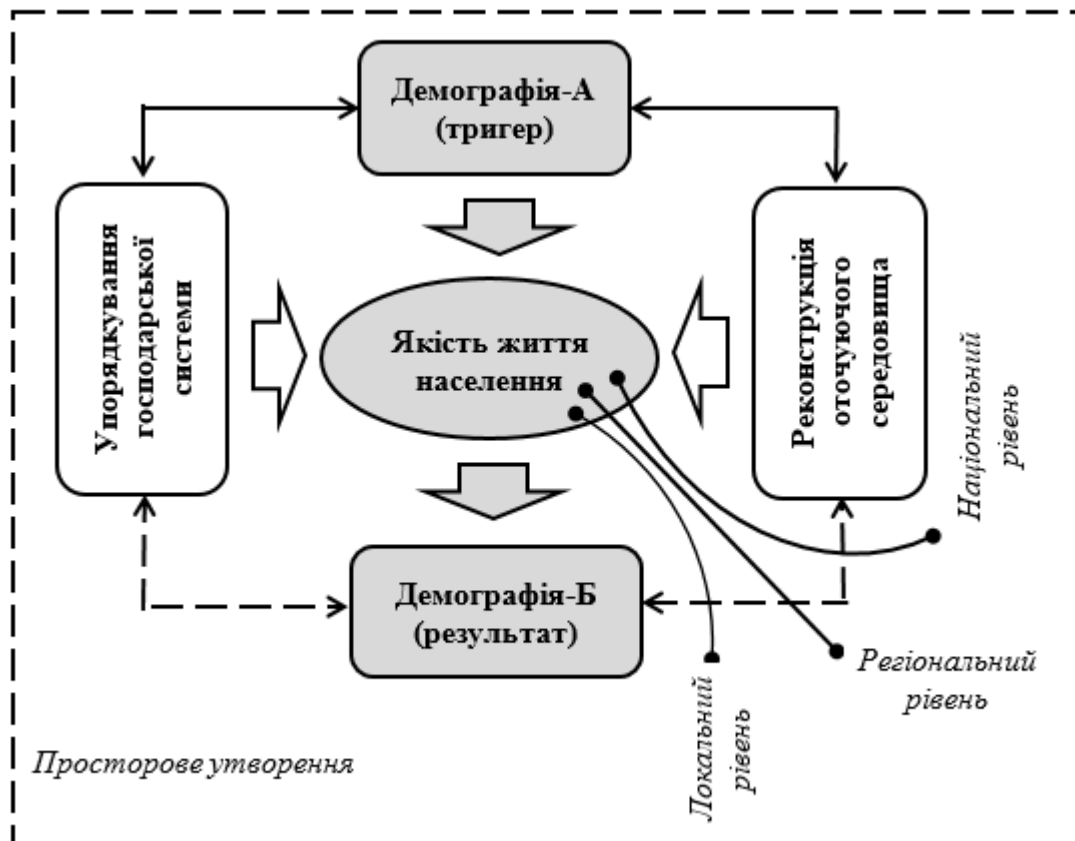 Демографія-А
(тригер)
Упорядкування
господарської
системи
Якість життя
населення
Реконструкція
оточуючого
середовища
Національний
рівень
Демографія-Б
(результат)
Регіональний
рівень
Локальний
рівень
Просторове утворення